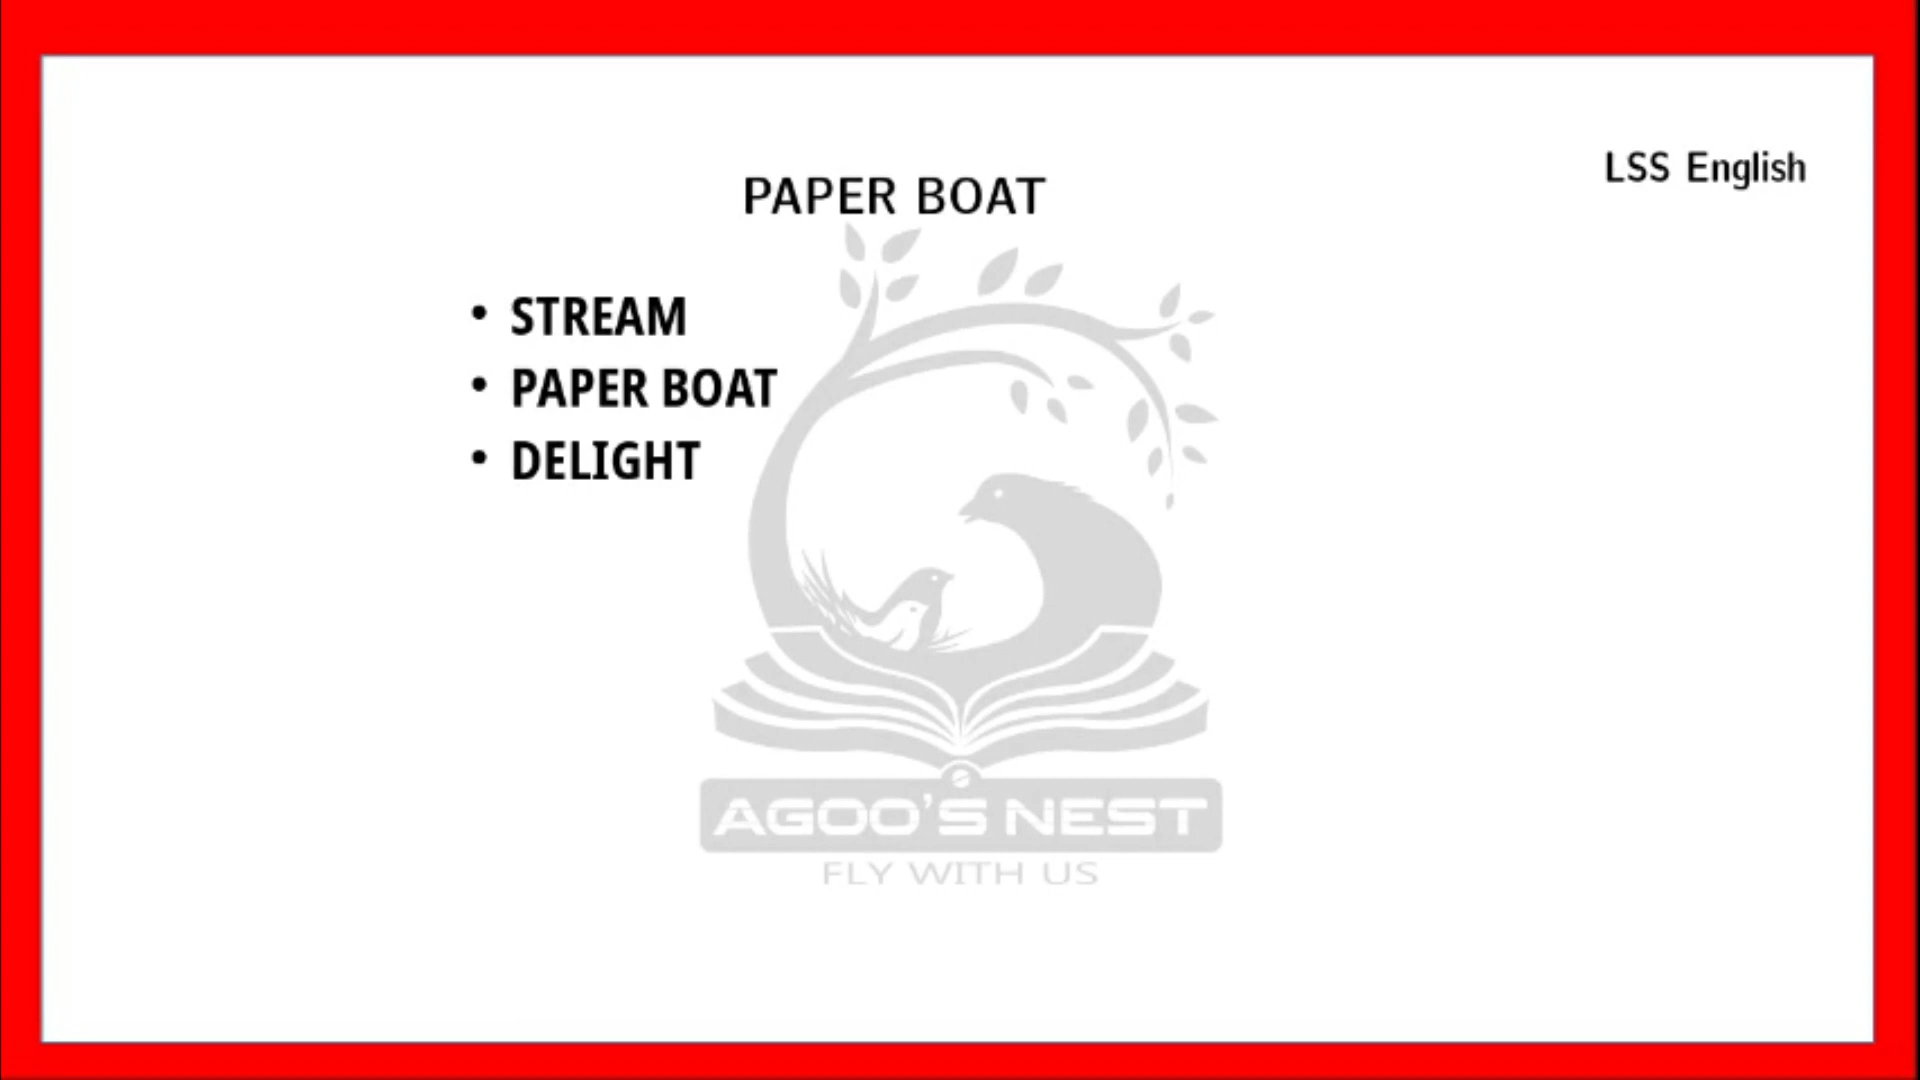 LSS English
PAPER BOAT
• STREAM
• PAPER BOAT
• DELIGHT
AGOO'S NEST
FLY WITH US